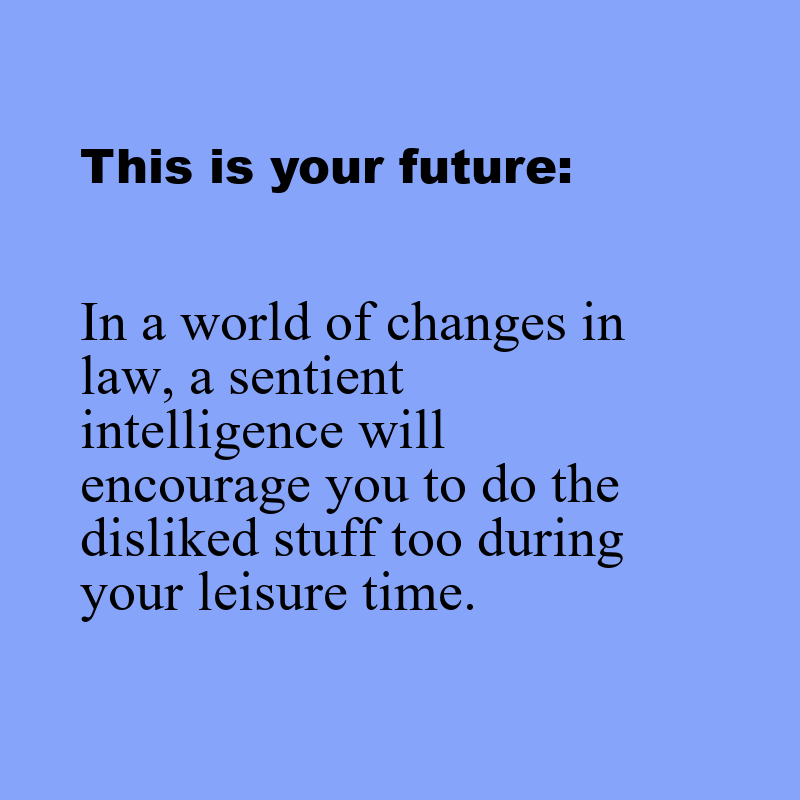 This is your future:
In a world of changes in
law, a sentient
intelligence will
encourage you to do the
disliked stuff too during
your leisure time.